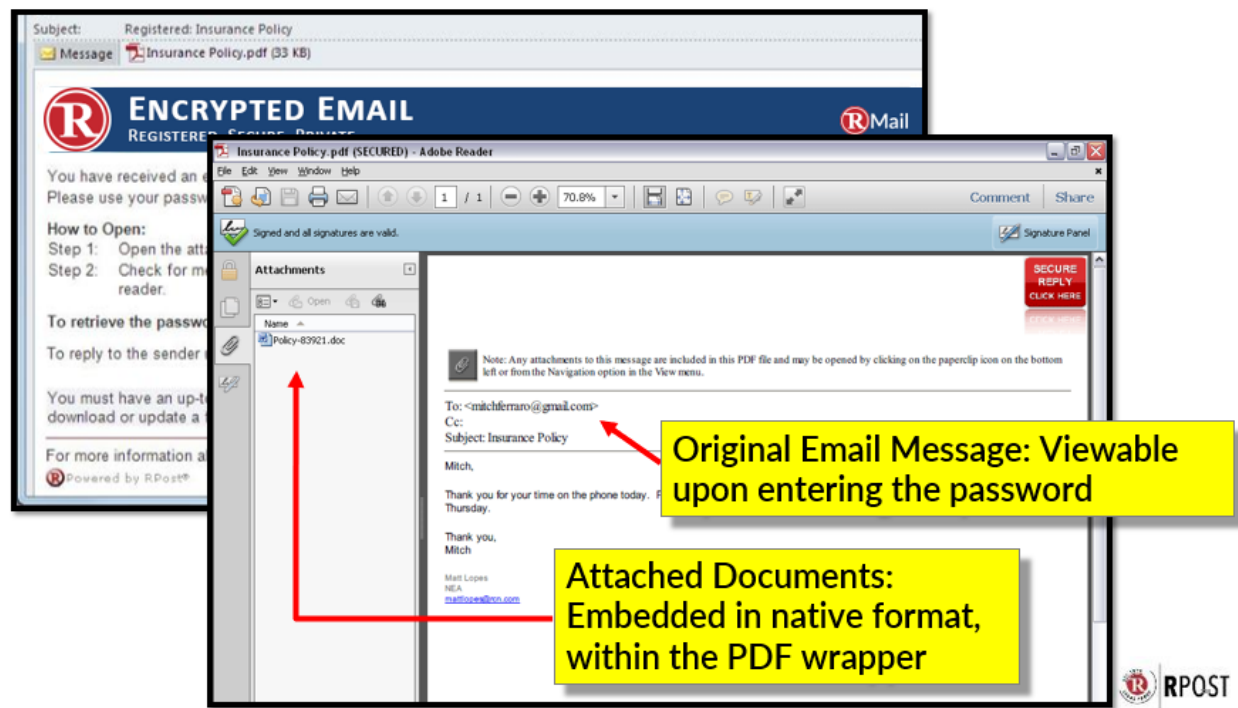 Subject: Registered: Insurance Policy
Message Insurance Policy.pdf (33 KB)
R ENCRYPTED EMAIL
REGISTERED. SECURE. PRIVATE
RMail
You have received an e
Please use your passw
How to Open:
Step 1: Open the atta
Step 2: Check for me
reader.
To retrieve the passwo
To reply to the sender
You must have an up-t
download or update a f
For more information a
R Powered by RPost®
Insurance Policy.pdf (SECURED) - Adobe Reader
File Edit View Window Help
1 / 1 70.8% Comment Share
Signed and all signatures are valid. Signature Panel
Attachments
Open
Name
Policy-83921.doc
SECURE
REPLY
CLICK HERE
Note: Any attachments to this message are included in this PDF file and may be opened by clicking on the paperclip icon on the bottom
left or from the Navigation option in the View menu.
To: <mitchferraro@gmail.com>
Cc:
Subject: Insurance Policy
Mitch,
Thank you for your time on the phone today.
Thursday.
Thank you,
Mitch
Matt Lopes
NEA
mattlopes@rcn.com
Original Email Message: Viewable
upon entering the password
Attached Documents:
Embedded in native format,
within the PDF wrapper
R RPOST